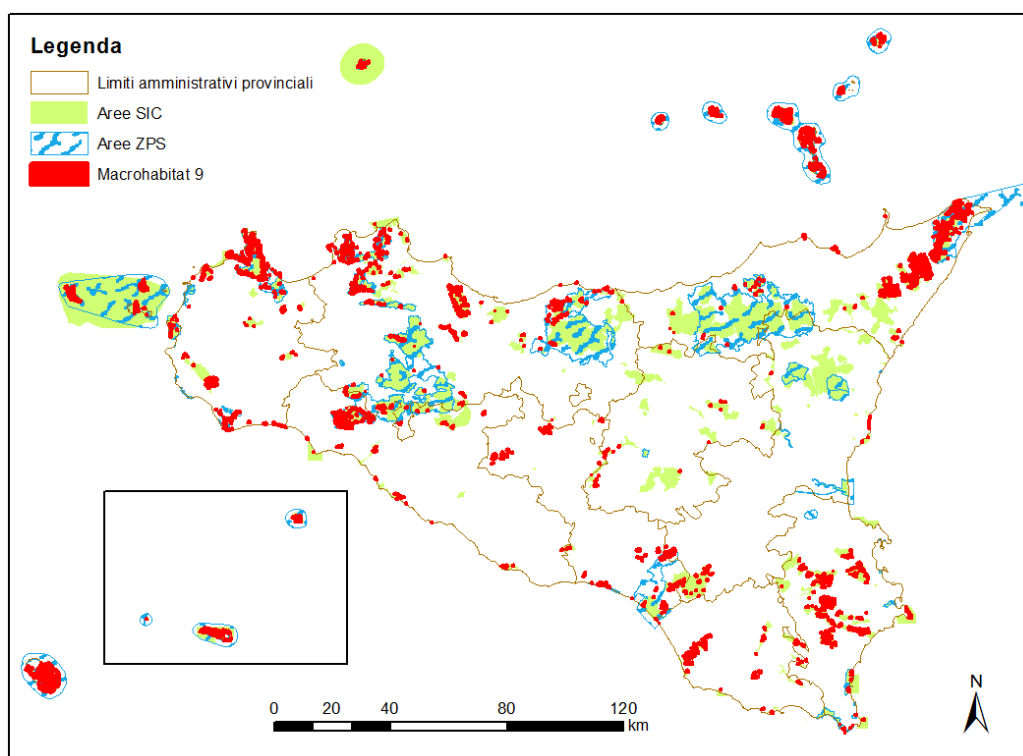 Legenda
Limiti amministrativi provinciali
Aree SIC
Aree ZPS
Macrohabitat 9
N
0 20 40 80 120
km